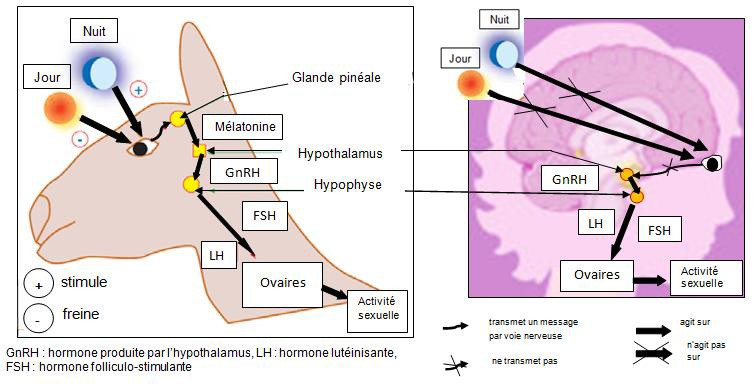 Nuit
Jour
+
-
Glande pinéale
Mélatonine
Hypothalamus
GnRH
Hypophyse
FSH
LH
Ovaires
Activité
sexuelle
+ stimule
- freine
GnRH : hormone produite par l'hypothalamus, LH : hormone lutéinisante,
FSH : hormone folliculo-stimulante
Nuit
Jour
GnRH
LH
FSH
Ovaires
Activité
sexuelle
transmet un message
par voie nerveuse
agit sur
ne transmet pas
n'agit pas
sur